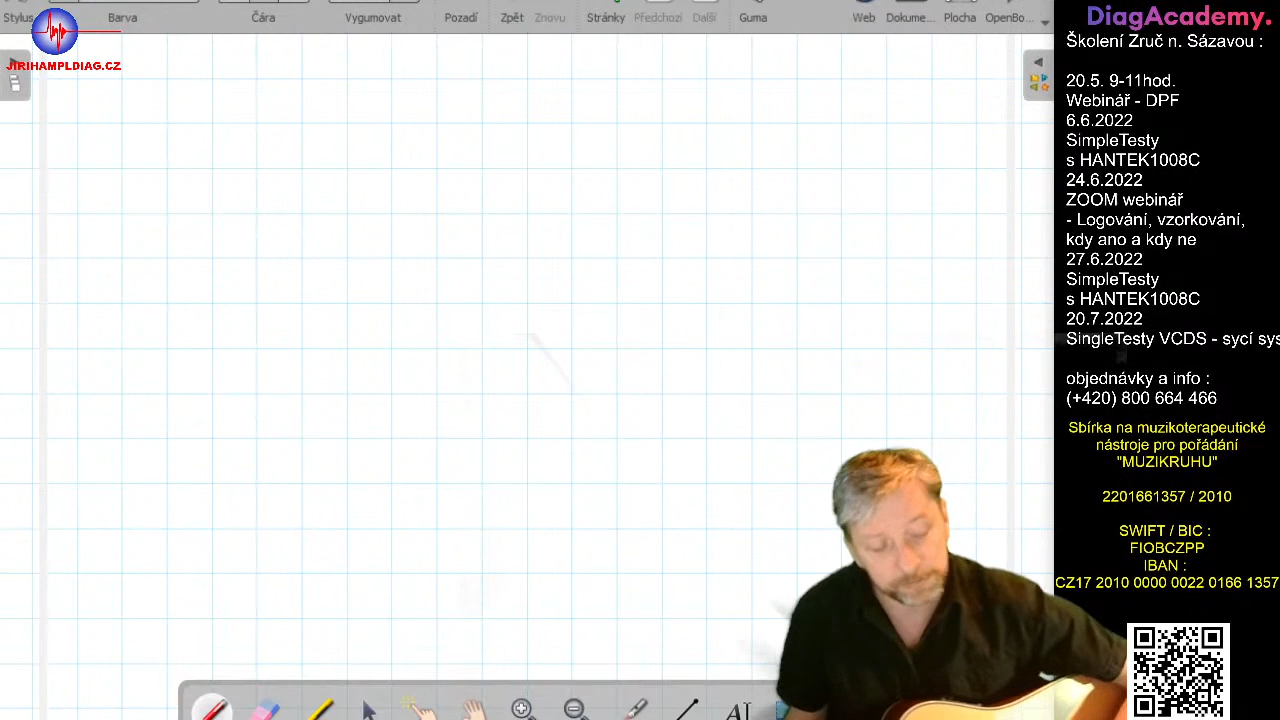 Stylus
Barva
Čára
Vygumovat
Pozadí
Zpět
Znovu
Stránky
Předchozí
Další
Guma
Web
Dokume...
Plocha
OpenBo...
JIRIHAMPLDIAG.CZ
DiagAcademy.
Školení Zruč n. Sázavou :
20.5. 9-11hod.
Webinář - DPF
6.6.2022
SimpleTesty
s HANTEK1008C
24.6.2022
ZOOM webinář
- Logování, vzorkování,
kdy ano a kdy ne
27.6.2022
SimpleTesty
s HANTEK1008C
20.7.2022
SingleTesty VCDS - sycí sys
objednávky a info :
(+420) 800 664 466
Sbírka na muzikoterapeutické
nástroje pro pořádání
"MUZIKRUHU"
2201661357 / 2010
SWIFT / BIC :
FIOBCZPP
IBAN :
CZ17 2010 0000 0022 0166 1357
AI